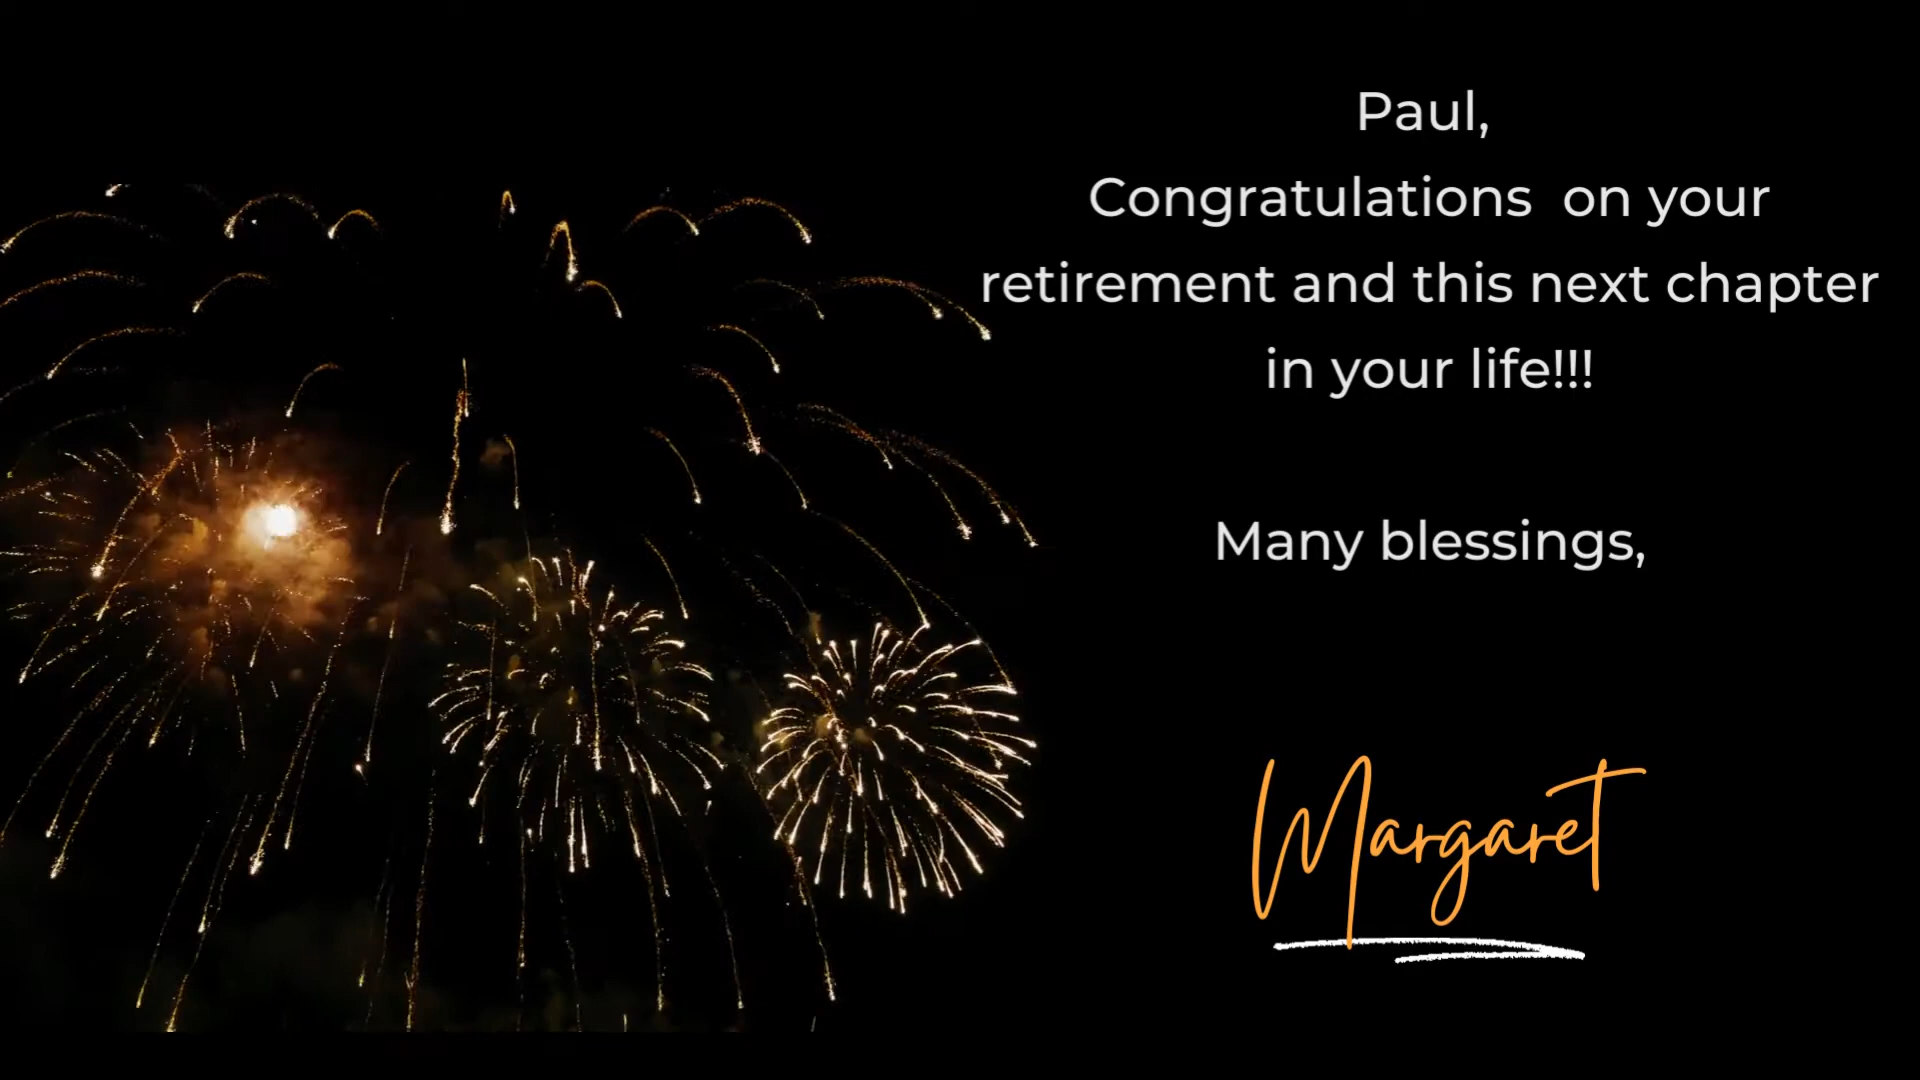 Paul,
Congratulations  on your
retirement and this next chapter
in your life!!!
Many blessings,
Margaret